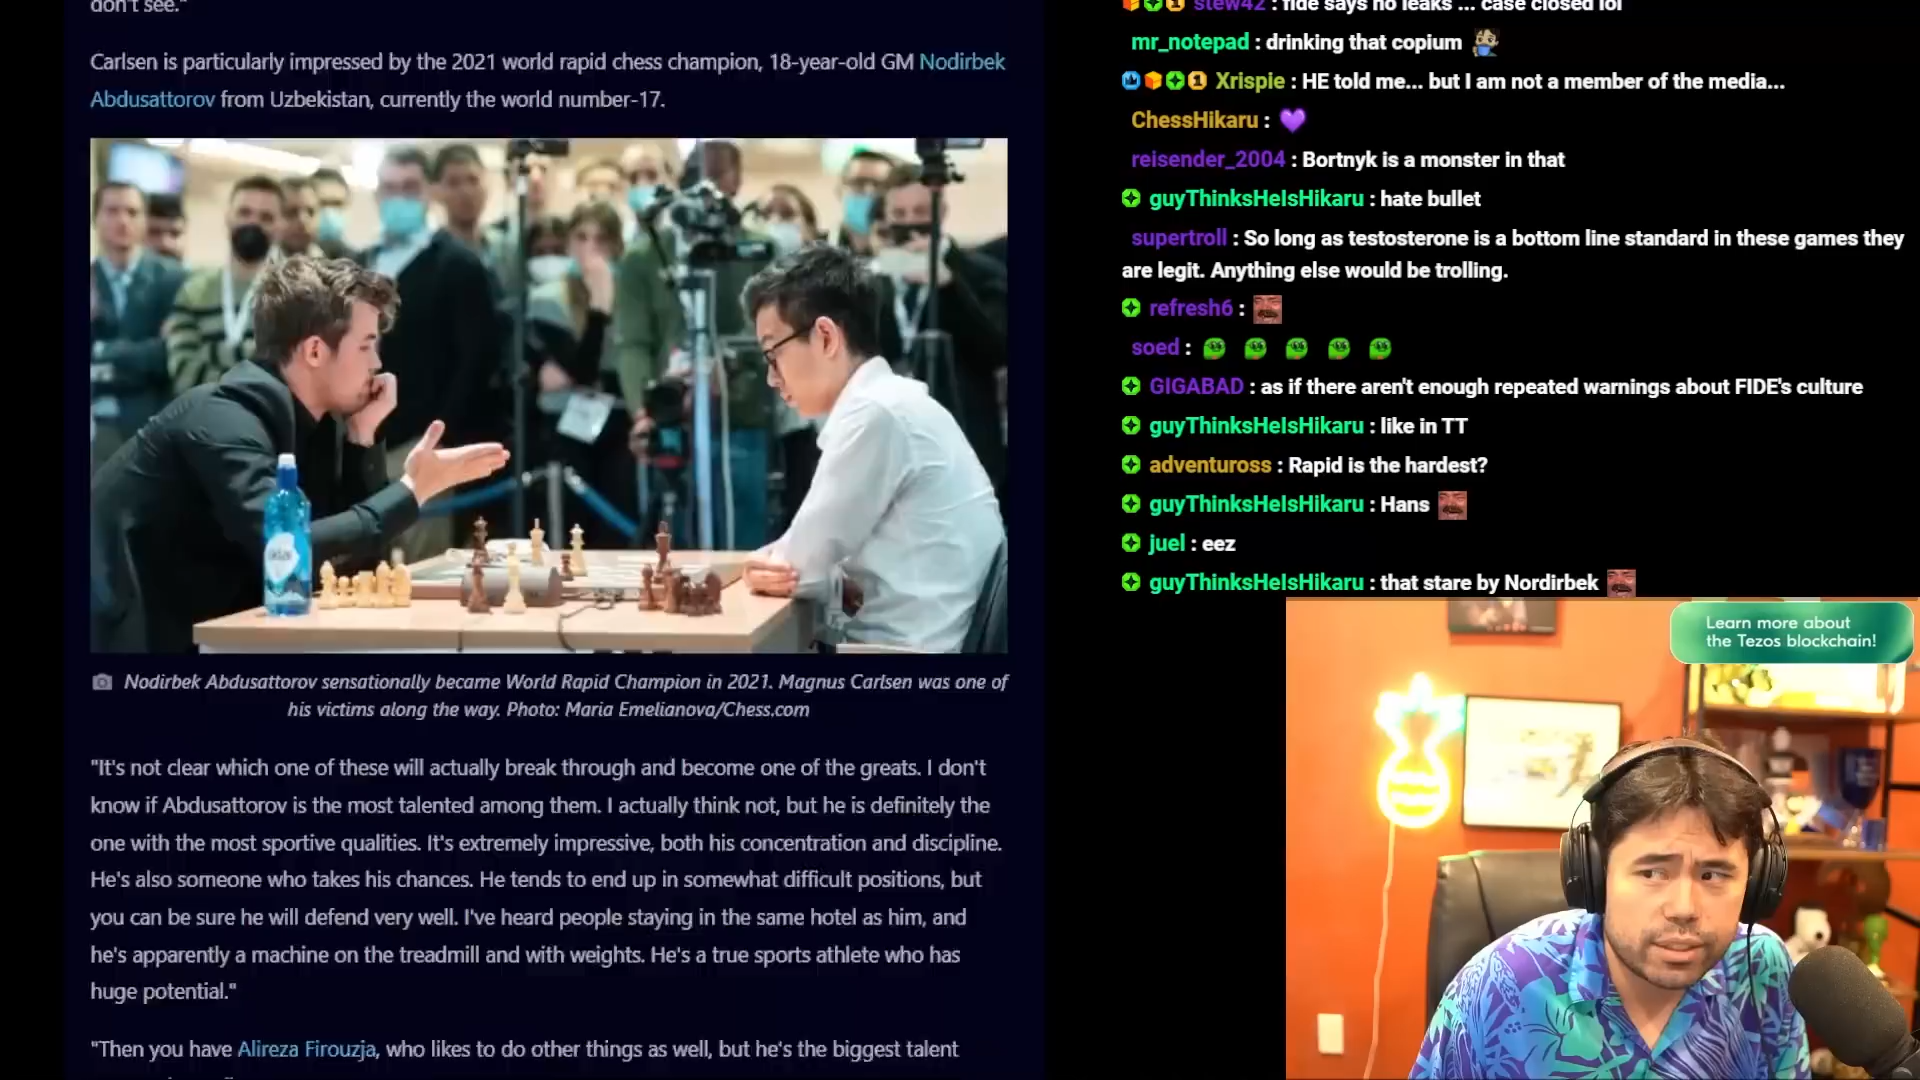 don't see."
Carlsen is particularly impressed by the 2021 world rapid chess champion, 18-year-old GM Nodirbek
Abdusattorov from Uzbekistan, currently the world number-17.
Nodirbek Abdusattorov sensationally became World Rapid Champion in 2021. Magnus Carlsen was one of
his victims along the way. Photo: Maria Emelianova/Chess.com
"It's not clear which one of these will actually break through and become one of the greats. I don't
know if Abdusattorov is the most talented among them. I actually think not, but he is definitely the
one with the most sportive qualities. It's extremely impressive, both his concentration and discipline.
He's also someone who takes his chances. He tends to end up in somewhat difficult positions, but
you can be sure he will defend very well. I've heard people staying in the same hotel as him, and
he's apparently a machine on the treadmill and with weights. He's a true sports athlete who has
huge potential."
"Then you have Alireza Firouzja, who likes to do other things as well, but he's the biggest talent
stew42 : fide says no leaks ... case closed lol
mr_notepad : drinking that copium
Xrispie : HE told me... but I am not a member of the media...
ChessHikaru :
reisender_2004 : Bortnyk is a monster in that
guyThinksHeIsHikaru : hate bullet
supertroll : So long as testosterone is a bottom line standard in these games they
are legit. Anything else would be trolling.
refresh6 :
soed :
GIGABAD : as if there aren't enough repeated warnings about FIDE's culture
guyThinksHeIsHikaru : like in TT
adventuross : Rapid is the hardest?
guyThinksHeIsHikaru : Hans
juel : eez
guyThinksHeIsHikaru : that stare by Nordirbek
Learn more about
the Tezos blockchain!